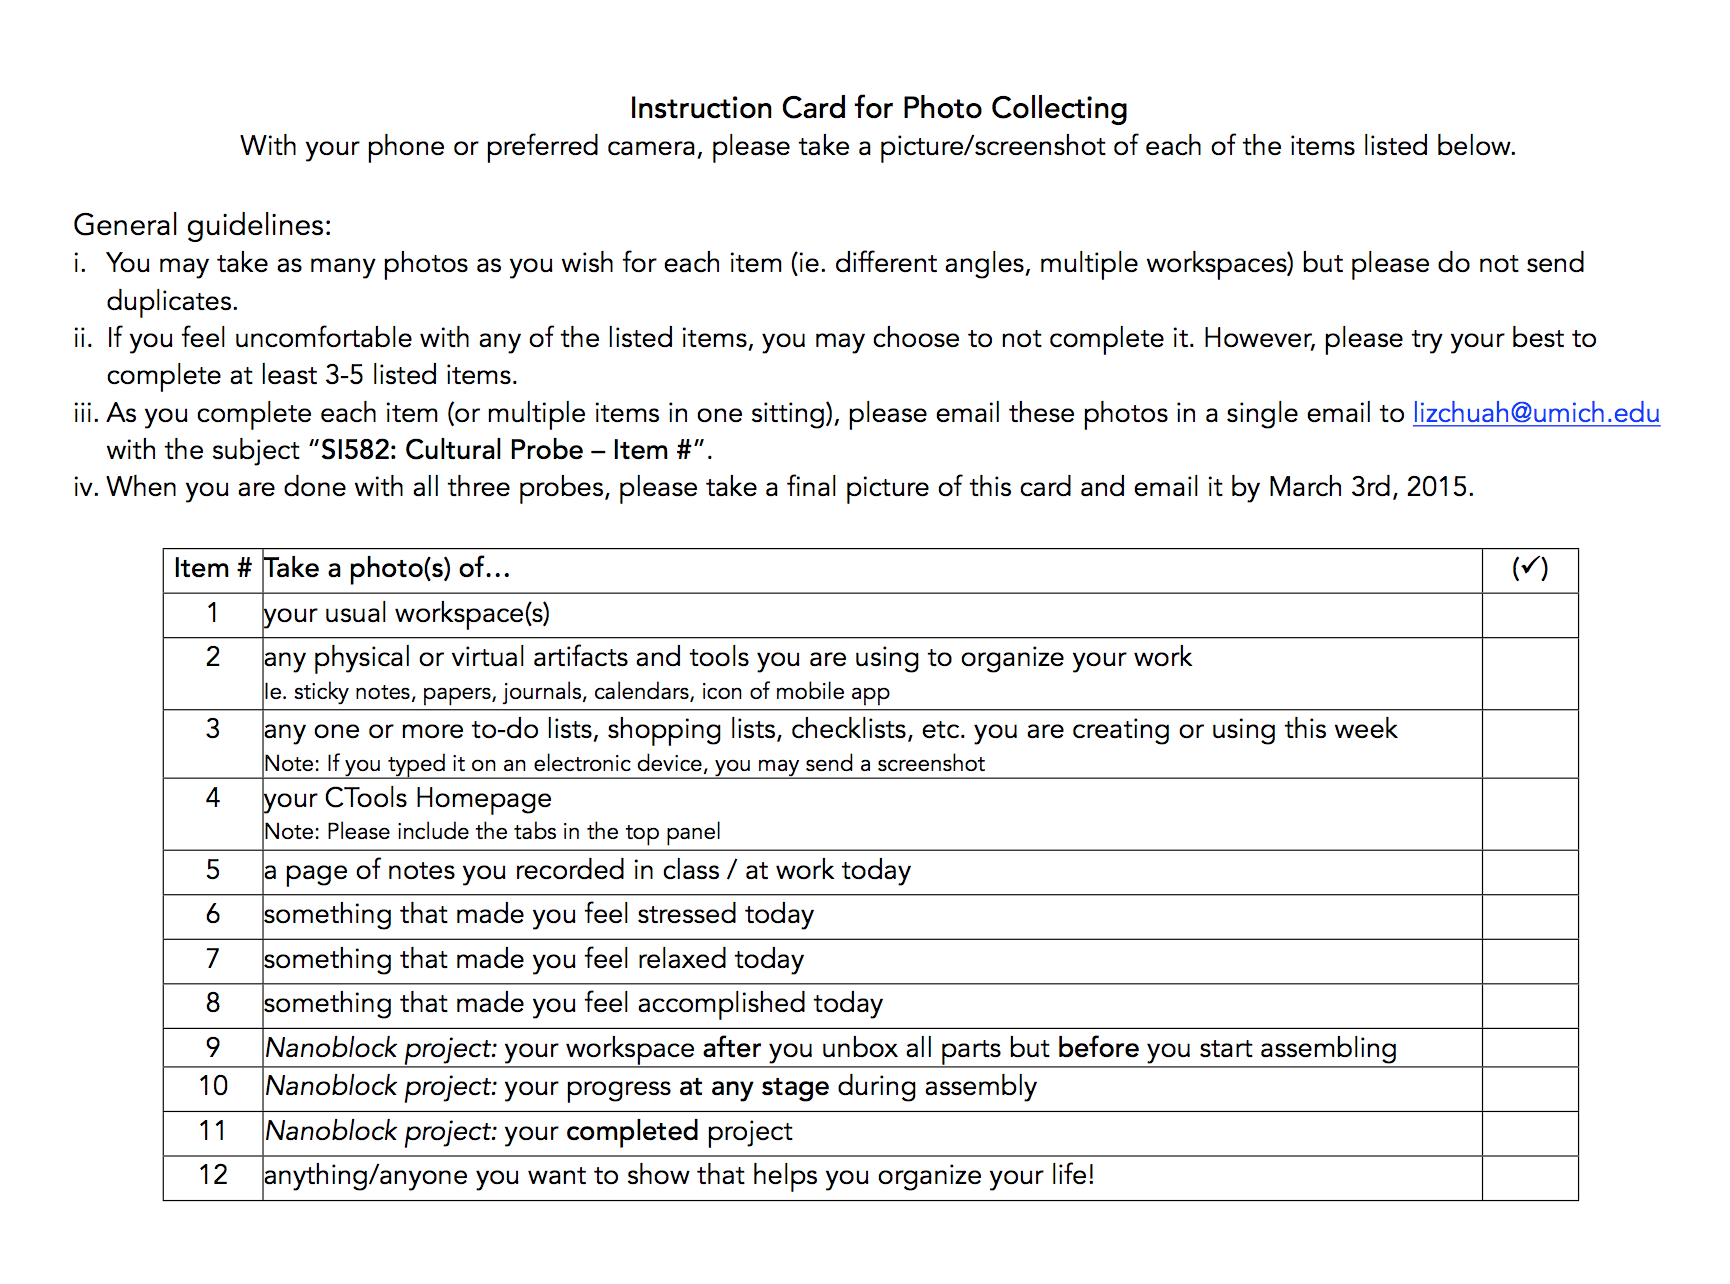 Instruction Card for Photo Collecting
With your phone or preferred camera, please take a picture/screenshot of each of the items listed below.
General guidelines:
i. You may take as many photos as you wish for each item (ie. different angles, multiple workspaces) but please do not send
duplicates.
ii. If you feel uncomfortable with any of the listed items, you may choose to not complete it. However, please try your best to
complete at least 3-5 listed items.
iii. As you complete each item (or multiple items in one sitting), please email these photos in a single email to lizchuah@umich.edu
with the subject “SI582: Cultural Probe – Item #”.
iv. When you are done with all three probes, please take a final picture of this card and email it by March 3rd, 2015.
Item # Take a photo(s) of… (✓)
1 your usual workspace(s)
2 any physical or virtual artifacts and tools you are using to organize your work
Ie. sticky notes, papers, journals, calendars, icon of mobile app
3 any one or more to-do lists, shopping lists, checklists, etc. you are creating or using this week
Note: If you typed it on an electronic device, you may send a screenshot
4 your CTools Homepage
Note: Please include the tabs in the top panel
5 a page of notes you recorded in class / at work today
6 something that made you feel stressed today
7 something that made you feel relaxed today
8 something that made you feel accomplished today
9 Nanoblock project: your workspace after you unbox all parts but before you start assembling
10 Nanoblock project: your progress at any stage during assembly
11 Nanoblock project: your completed project
12 anything/anyone you want to show that helps you organize your life!